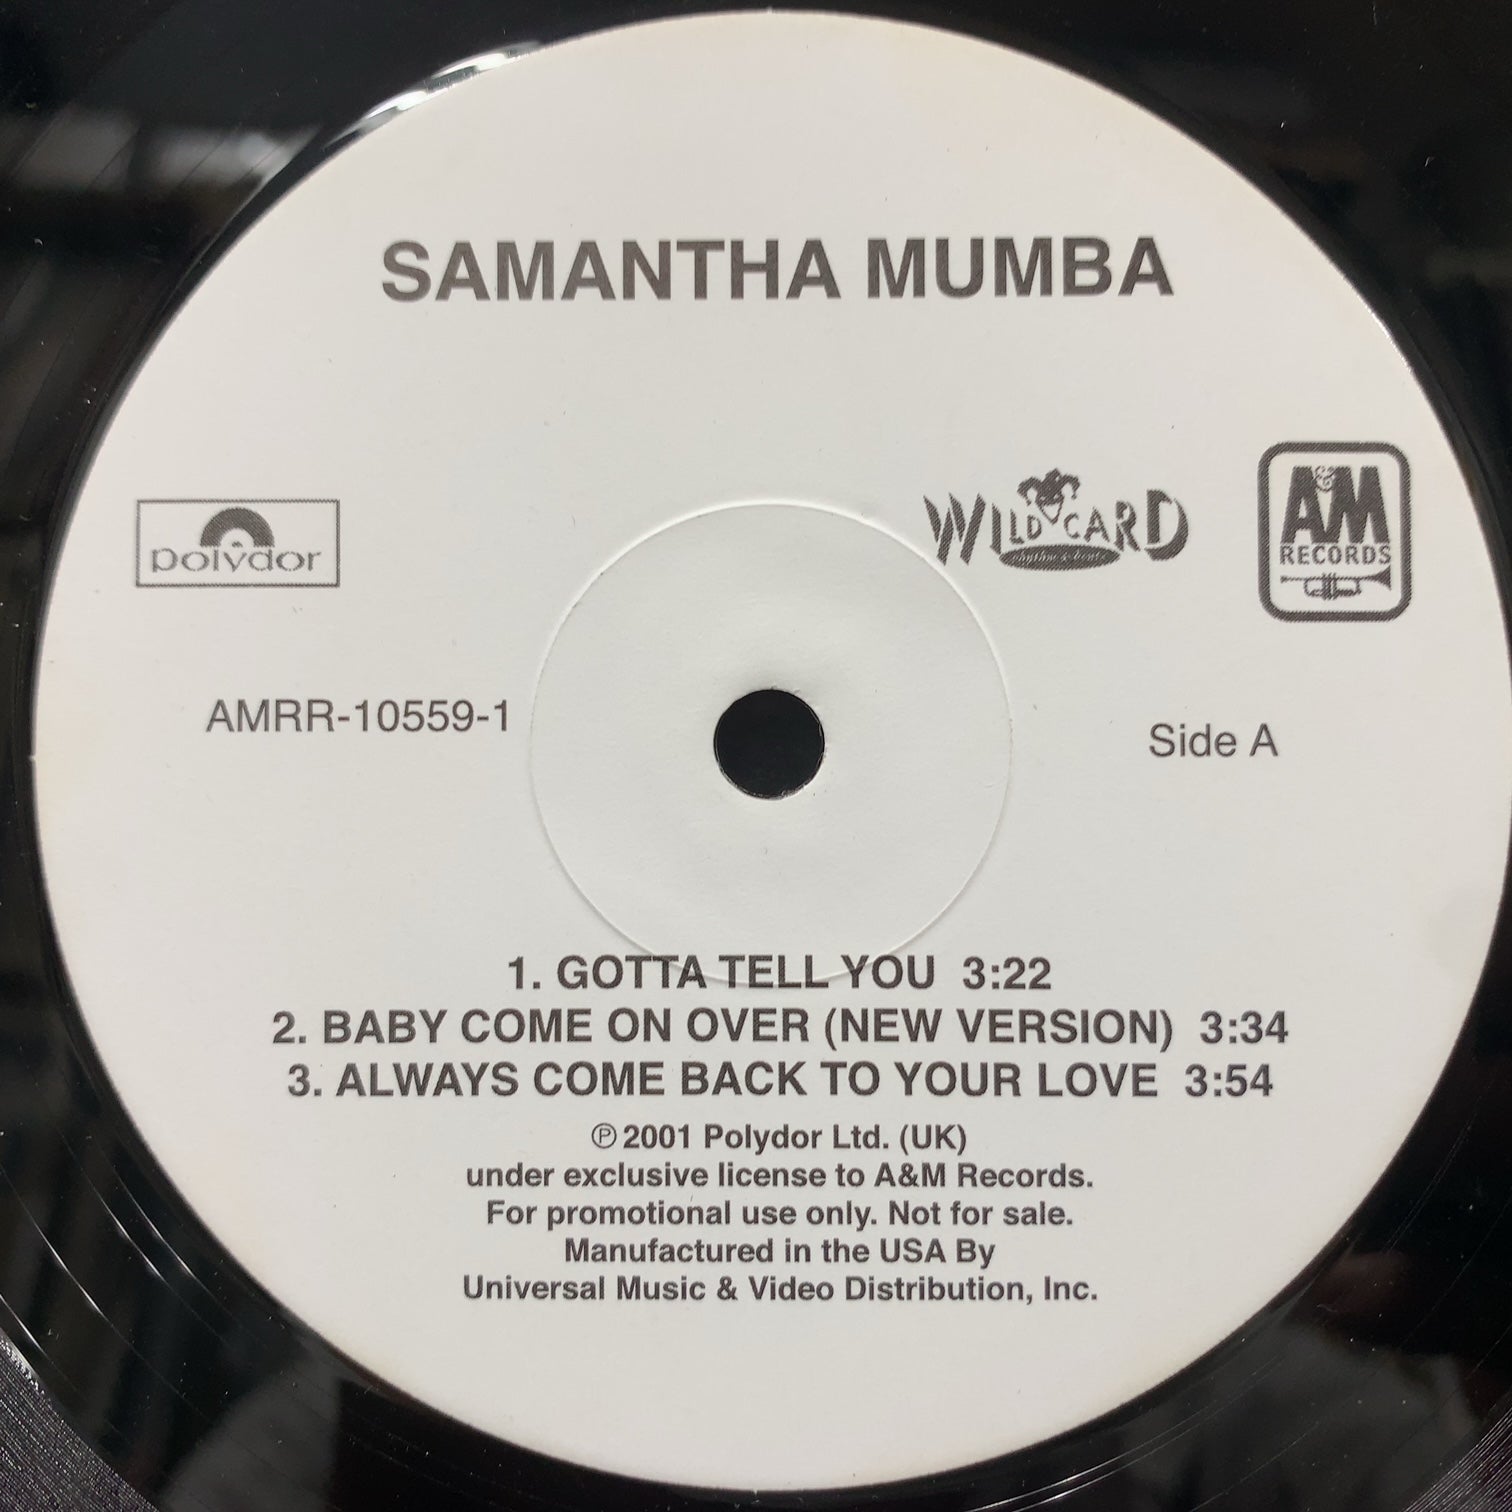 SAMANTHA MUMBA
polydor
WILD CARD
A&M
RECORDS
AMRR-10559-1
Side A
1. GOTTA TELL YOU 3:22
2. BABY COME ON OVER (NEW VERSION) 3:34
3. ALWAYS COME BACK TO YOUR LOVE 3:54
℗ 2001 Polydor Ltd. (UK)
under exclusive license to A&M Records.
For promotional use only. Not for sale.
Manufactured in the USA By
Universal Music & Video Distribution, Inc.